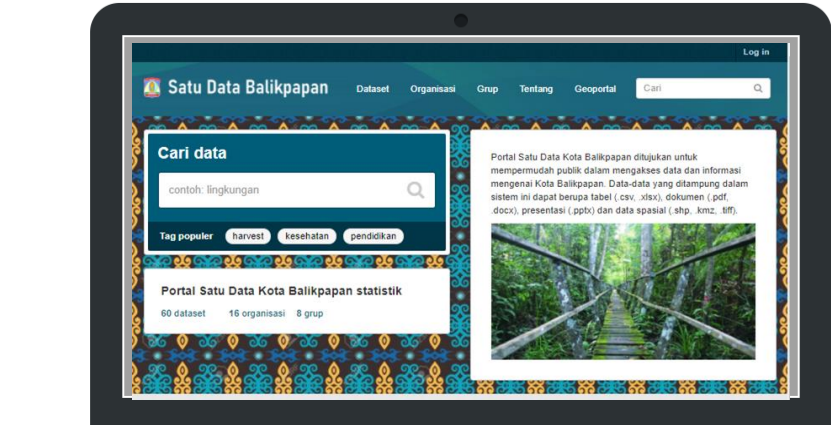 Log in
Satu Data Balikpapan
Dataset Organisasi Grup Tentang Geoportal Cari
Cari data
contoh: lingkungan
Tag populer harvest kesehatan pendidikan
Portal Satu Data Kota Balikpapan statistik
60 dataset 16 organisasi 8 grup
Portal Satu Data Kota Balikpapan ditujukan untuk
mempermudah publik dalam mengakses data dan informasi
mengenai Kota Balikpapan. Data-data yang ditampung dalam
sistem ini dapat berupa tabel (.csv, .xlsx), dokumen (.pdf,
.docx), presentasi (.pptx) dan data spasial (.shp, .kmz, .tiff).